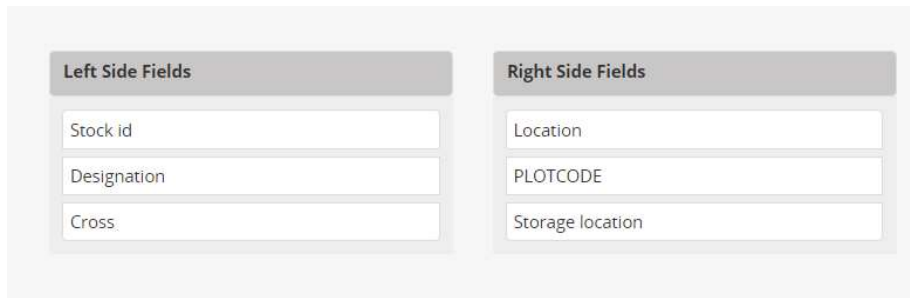 Left Side Fields
Stock id
Designation
Cross
Right Side Fields
Location
PLOTCODE
Storage location